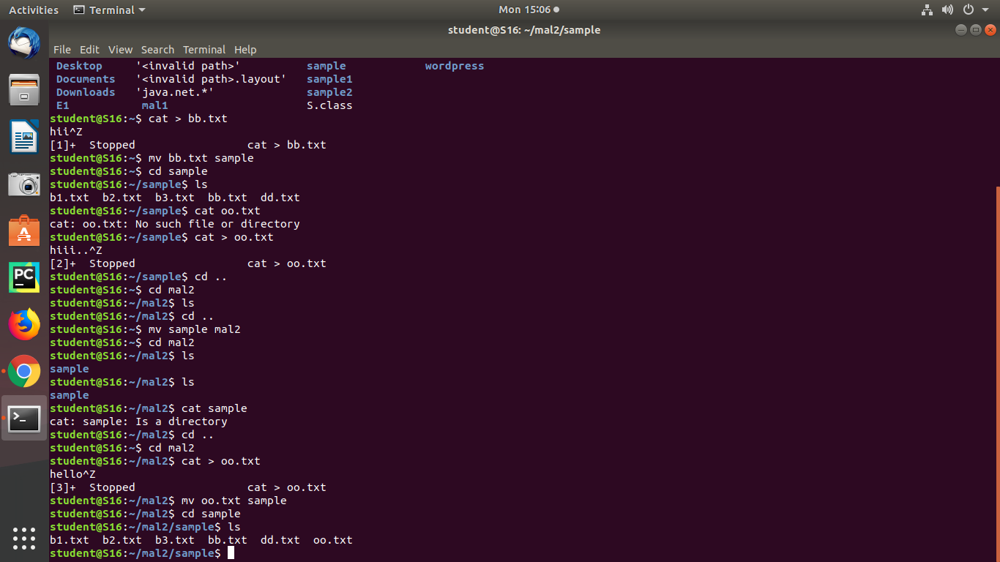 Activities Terminal Mon 15:06
student@S16: ~/mal2/sample
File Edit View Search Terminal Help
Desktop '<invalid path>' sample wordpress
Documents '<invalid path>.layout' sample1
Downloads 'java.net.*' sample2
E1 mal1 S.class
student@S16:~$ cat > bb.txt
hii^Z
[1]+ Stopped cat > bb.txt
student@S16:~$ mv bb.txt sample
student@S16:~$ cd sample
student@S16:~/sample$ ls
b1.txt b2.txt b3.txt bb.txt dd.txt
student@S16:~/sample$ cat oo.txt
cat: oo.txt: No such file or directory
student@S16:~/sample$ cat > oo.txt
hiii..^Z
[2]+ Stopped cat > oo.txt
student@S16:~/sample$ cd ..
student@S16:~$ cd mal2
student@S16:~/mal2$ ls
student@S16:~/mal2$ cd ..
student@S16:~$ mv sample mal2
student@S16:~$ cd mal2
student@S16:~/mal2$ ls
sample
student@S16:~/mal2$ ls
sample
student@S16:~/mal2$ cat sample
cat: sample: Is a directory
student@S16:~/mal2$ cd ..
student@S16:~$ cd mal2
student@S16:~/mal2$ cat > oo.txt
hello^Z
[3]+ Stopped cat > oo.txt
student@S16:~/mal2$ mv oo.txt sample
student@S16:~/mal2$ cd sample
student@S16:~/mal2/sample$ ls
b1.txt b2.txt b3.txt bb.txt dd.txt oo.txt
student@S16:~/mal2/sample$
PC